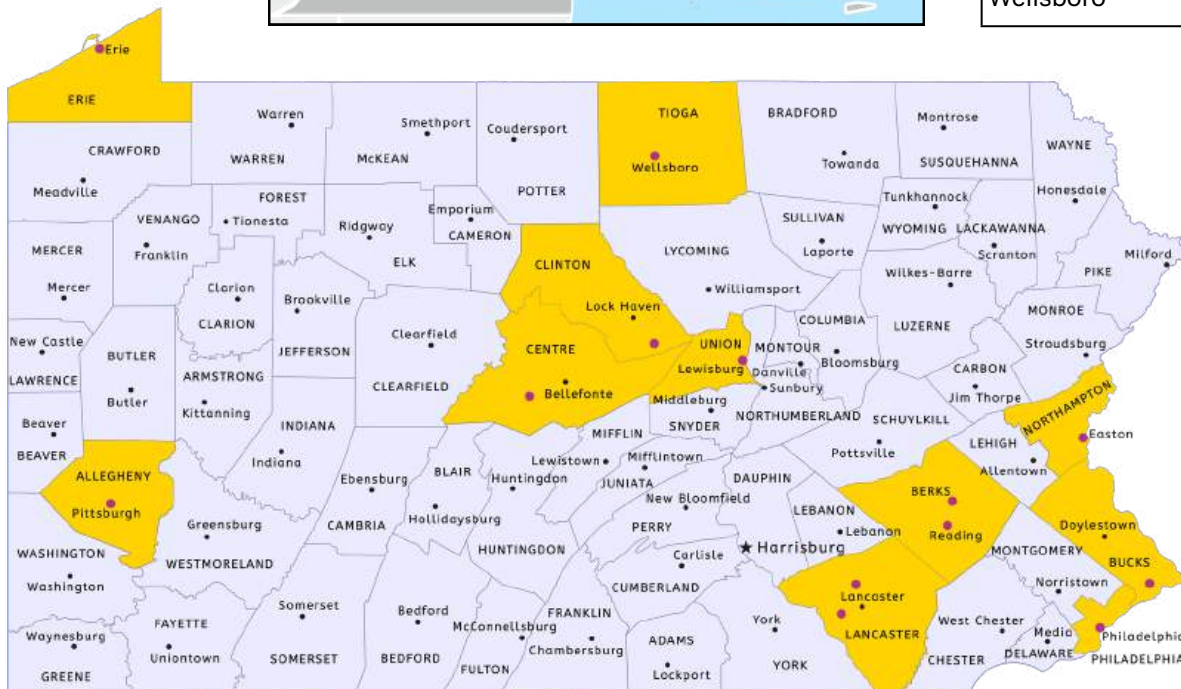 Wellsboro
Erie
ERIE
Warren
WARREN
Smethport
McKEAN
Coudersport
POTTER
TIOGA
Wellsboro
BRADFORD
Towanda
Montrose
SUSQUEHANNA
WAYNE
Honesdale
CRAWFORD
Meadville
VENANGO
Franklin
FOREST
Tionesta
Ridgway
ELK
Emporium
CAMERON
SULLIVAN
Laporte
Tunkhannock
WYOMING
LACKAWANNA
Scranton
Milford
PIKE
MERCER
Mercer
Clarion
CLARION
Brookville
JEFFERSON
CLINTON
Lock Haven
LYCOMING
Williamsport
Wilkes-Barre
LUZERNE
MONROE
Stroudsburg
New Castle
LAWRENCE
BUTLER
Butler
ARMSTRONG
Kittanning
Clearfield
CLEARFIELD
CENTRE
Bellefonte
UNION
Lewisburg
MONTOUR
Danville
Sunbury
COLUMBIA
Bloomsburg
CARBON
Jim Thorpe
Beaver
BEAVER
INDIANA
Indiana
Middleburg
SNYDER
NORTHUMBERLAND
SCHUYLKILL
Pottsville
NORTHAMPTON
Easton
LEHIGH
Allentown
ALLEGHENY
Pittsburgh
Greensburg
WESTMORELAND
Ebensburg
CAMBRIA
BLAIR
Hollidaysburg
Huntingdon
HUNTINGDON
MIFFLIN
Lewistown
Mifflintown
JUNIATA
New Bloomfield
PERRY
DAUPHIN
Harrisburg
LEBANON
Lebanon
BERKS
Reading
Doylestown
BUCKS
MONTGOMERY
Norristown
WASHINGTON
Washington
Carlisle
CUMBERLAND
Lancaster
LANCASTER
Waynesburg
GREENE
FAYETTE
Uniontown
Somerset
SOMERSET
Bedford
BEDFORD
McConnellsburg
FULTON
FRANKLIN
Chambersburg
ADAMS
Lockport
York
YORK
West Chester
CHESTER
Media
DELAWARE
Philadelphia
PHILADELPHIA